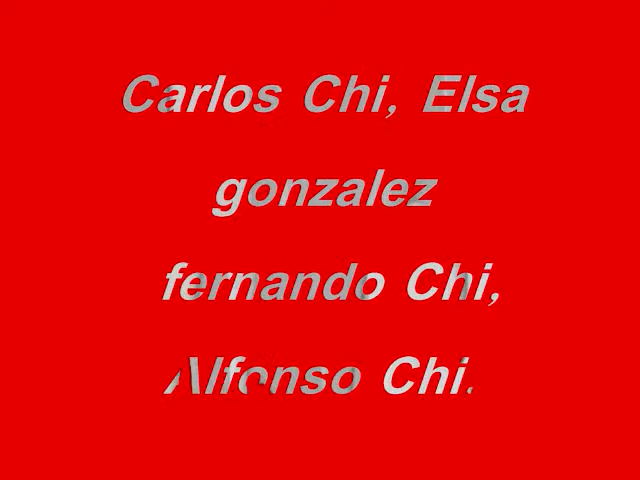 Carlos Chi, Elsa
gonzalez
fernando Chi,
Alfonso Chi.